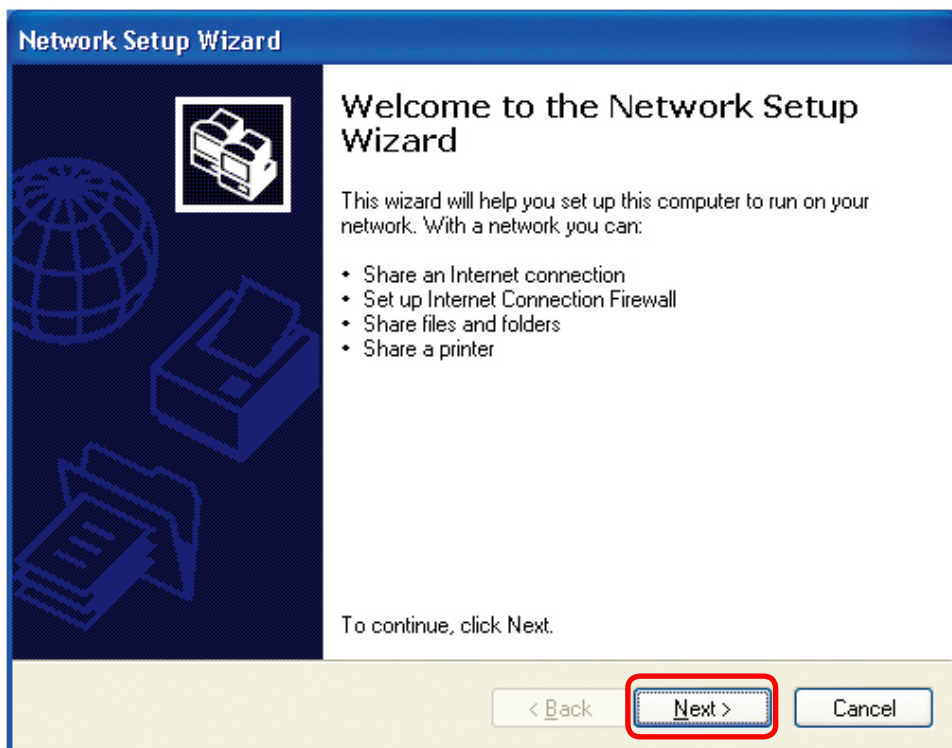 Network Setup Wizard
Welcome to the Network Setup
Wizard
This wizard will help you set up this computer to run on your
network. With a network you can:
• Share an Internet connection
• Set up Internet Connection Firewall
• Share files and folders
• Share a printer
To continue, click Next.
< Back Next > Cancel